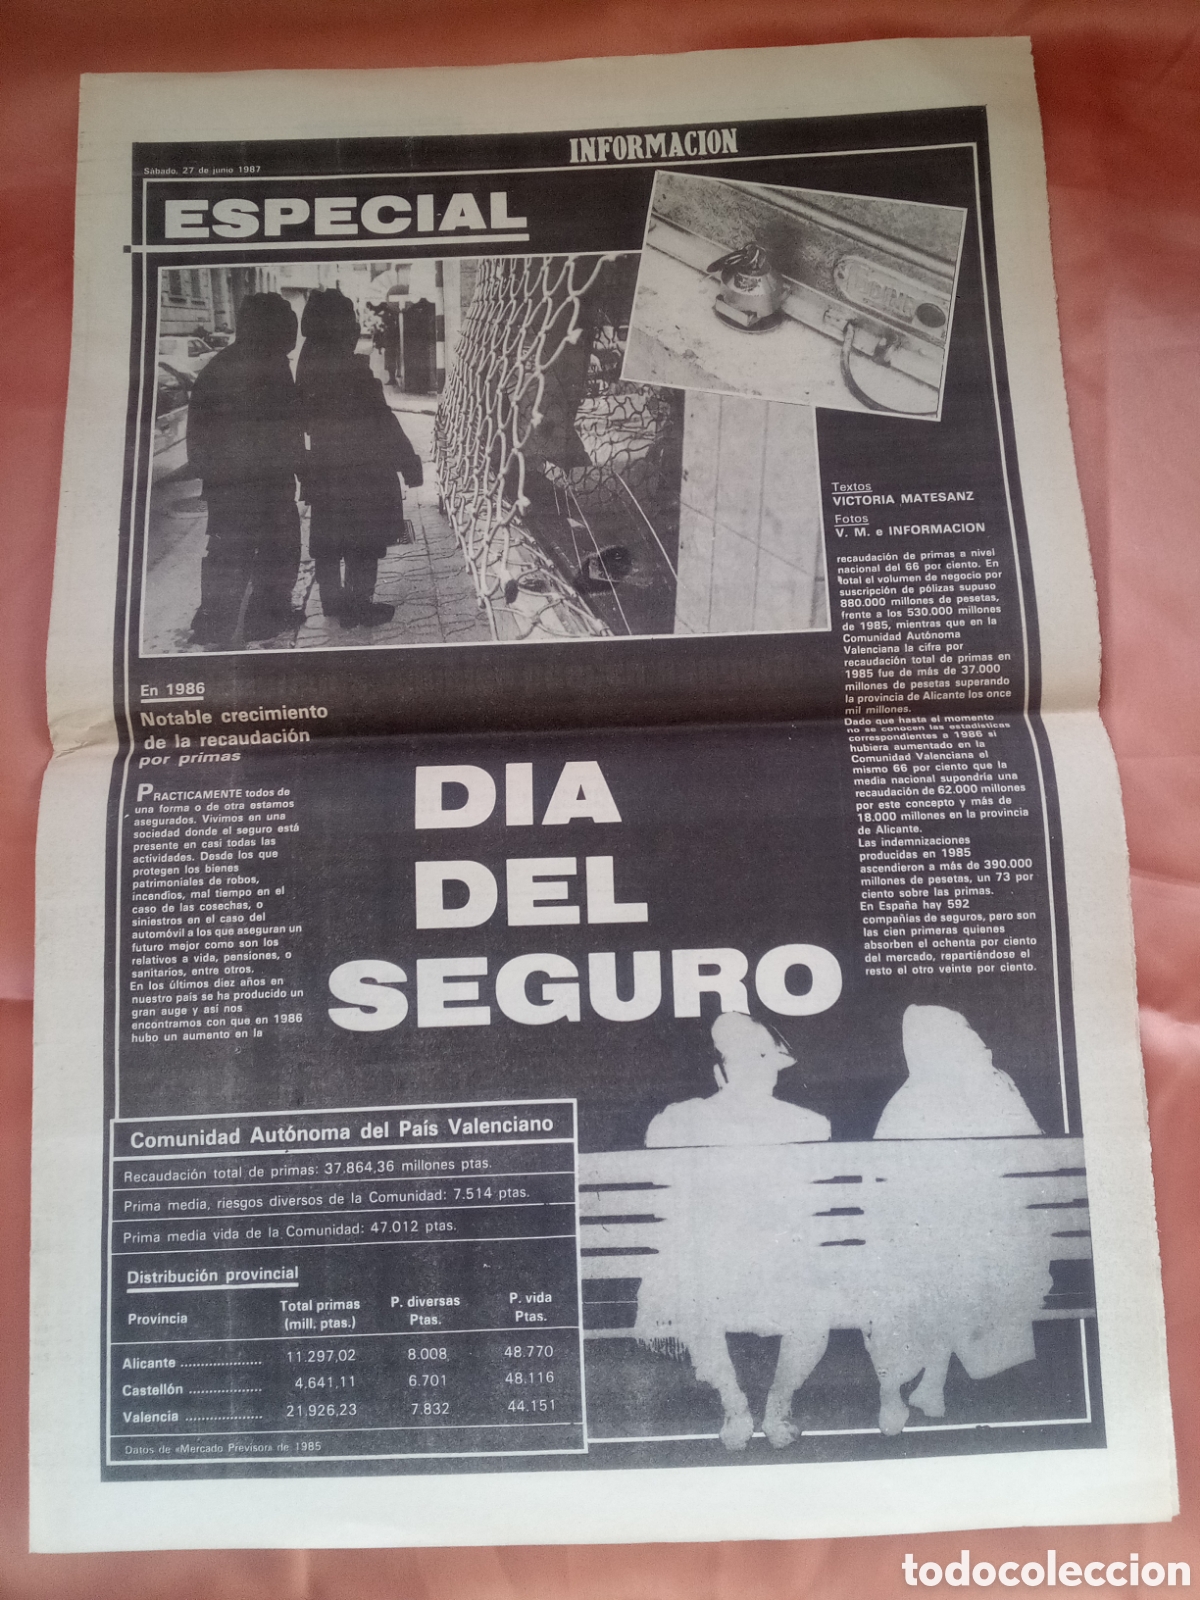 INFORMACION
Sábado, 27 de junio 1987
ESPECIAL
Textos
VICTORIA MATESANZ
Fotos
V. M. e INFORMACION
En 1986
Notable crecimiento
de la recaudación
por primas
PRACTICAMENTE todos de
una forma o de otra estamos
asegurados. Vivimos en una
sociedad donde el seguro está
presente en casi todas las
actividades. Desde los que
protegen los bienes
patrimoniales de robos,
incendios, mal tiempo en el
caso de las cosechas, o
siniestros en el caso del
automóvil a los que aseguran un
futuro mejor como son los
relativos a vida, pensiones, o
sanitarios, entre otros.
En los últimos diez años en
nuestro país se ha producido un
gran auge y así nos
encontramos con que en 1986
hubo un aumento en la
recaudación de primas a nivel
nacional del 66 por ciento. En
total el volumen de negocio por
suscripción de pólizas supuso
880.000 millones de pesetas,
frente a los 530.000 millones
de 1985, mientras que en la
Comunidad Autónoma
Valenciana la cifra por
recaudación total de primas en
1985 fue de más de 37.000
millones de pesetas superando
la provincia de Alicante los once
mil millones.
Dado que hasta el momento
no se conocen las estadísticas
correspondientes a 1986 si
hubiera aumentado en la
Comunidad Valenciana el
mismo 66 por ciento que la
media nacional supondría una
recaudación de 62.000 millones
por este concepto y más de
18.000 millones en la provincia
de Alicante.
Las indemnizaciones
producidas en 1985
ascendieron a más de 390.000
millones de pesetas, un 73 por
ciento sobre las primas.
En España hay 592
compañías de seguros, pero son
las cien primeras quienes
absorben el ochenta por ciento
del mercado, repartiéndose el
resto el otro veinte por ciento.
DIA
DEL
SEGURO
Comunidad Autónoma del País Valenciano
Recaudación total de primas: 37.864,36 millones ptas.
Prima media, riesgos diversos de la Comunidad: 7.514 ptas.
Prima media vida de la Comunidad: 47.012 ptas.
Distribución provincial
Província Total primas (mill. ptas.) P. diversas Ptas. P. vida Ptas.
Alicante .................... 11.297,02 8.008 48.770
Castellón .................. 4.641,11 6.701 48.116
Valencia ................... 21.926,23 7.832 44.151
Datos de «Mercado Previsor» de 1985
todocoleccion